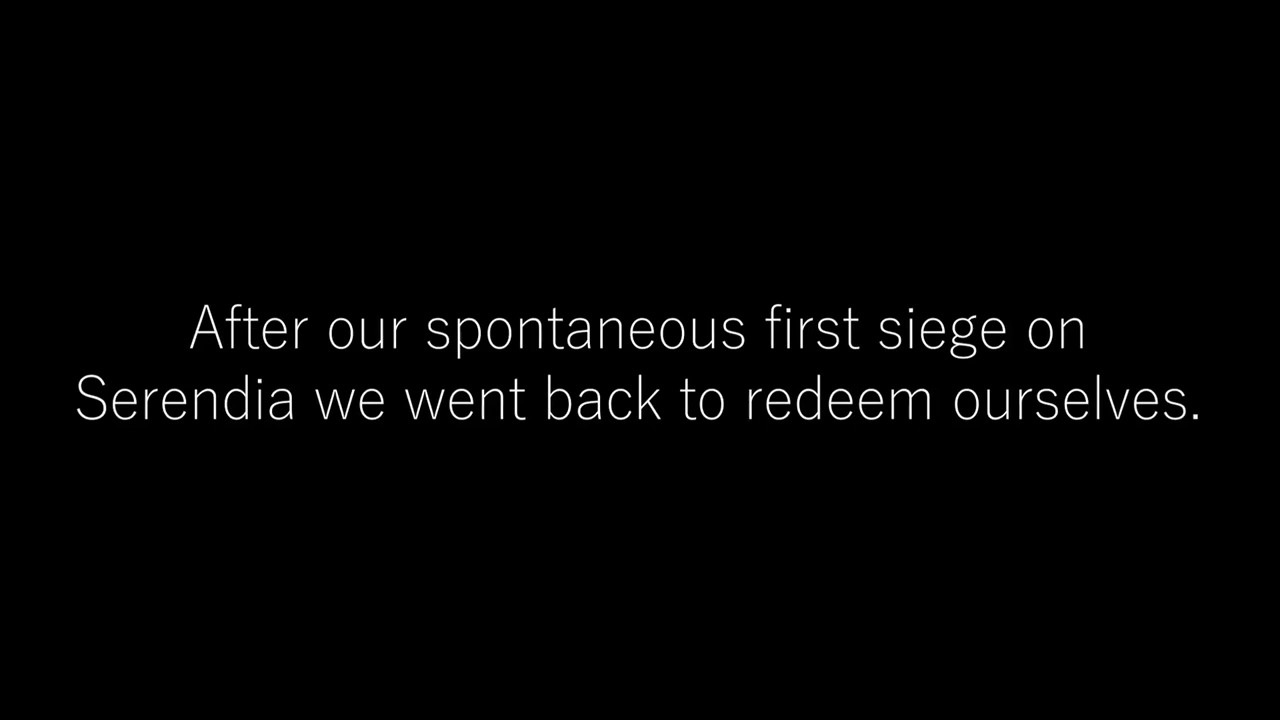 After our spontaneous first siege on
Serendia we went back to redeem ourselves.